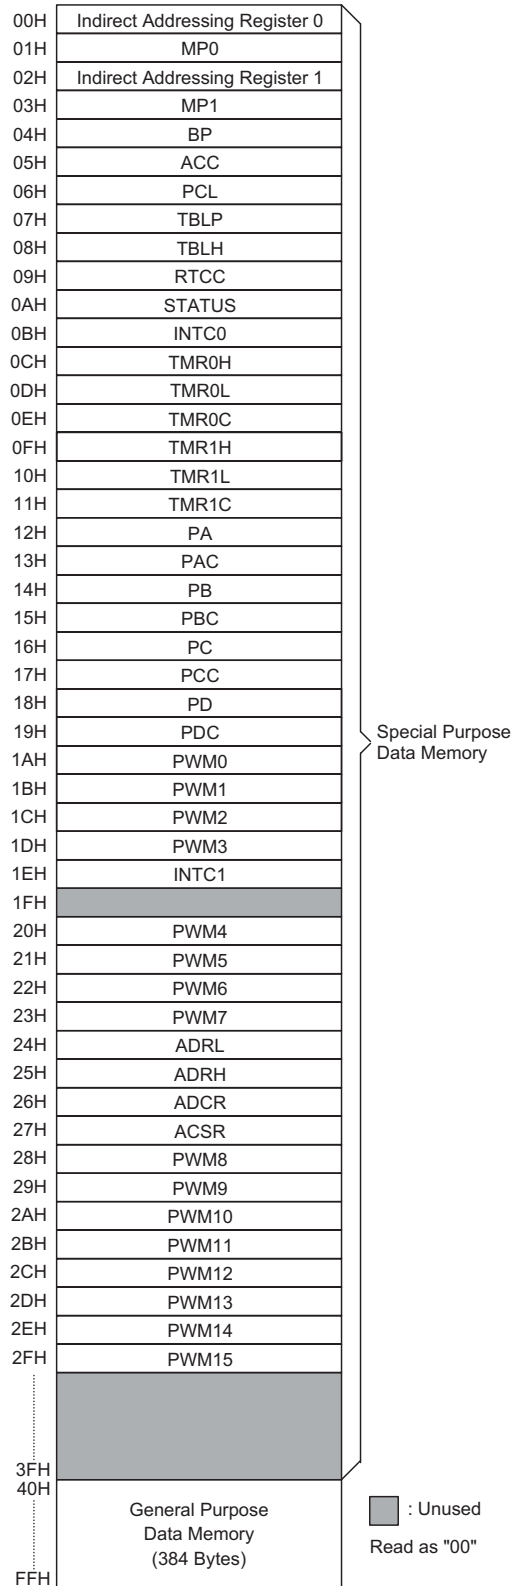 00H Indirect Addressing Register 0
01H MP0
02H Indirect Addressing Register 1
03H MP1
04H BP
05H ACC
06H PCL
07H TBLP
08H TBLH
09H RTCC
0AH STATUS
0BH INTC0
0CH TMR0H
0DH TMR0L
0EH TMR0C
0FH TMR1H
10H TMR1L
11H TMR1C
12H PA
13H PAC
14H PB
15H PBC
16H PC
17H PCC
18H PD
19H PDC
Special Purpose
Data Memory
1AH PWM0
1BH PWM1
1CH PWM2
1DH PWM3
1EH INTC1
1FH
20H PWM4
21H PWM5
22H PWM6
23H PWM7
24H ADRL
25H ADRH
26H ADCR
27H ACSR
28H PWM8
29H PWM9
2AH PWM10
2BH PWM11
2CH PWM12
2DH PWM13
2EH PWM14
2FH PWM15
3FH
40H
General Purpose
Data Memory
(384 Bytes)
FFH
: Unused
Read as "00"